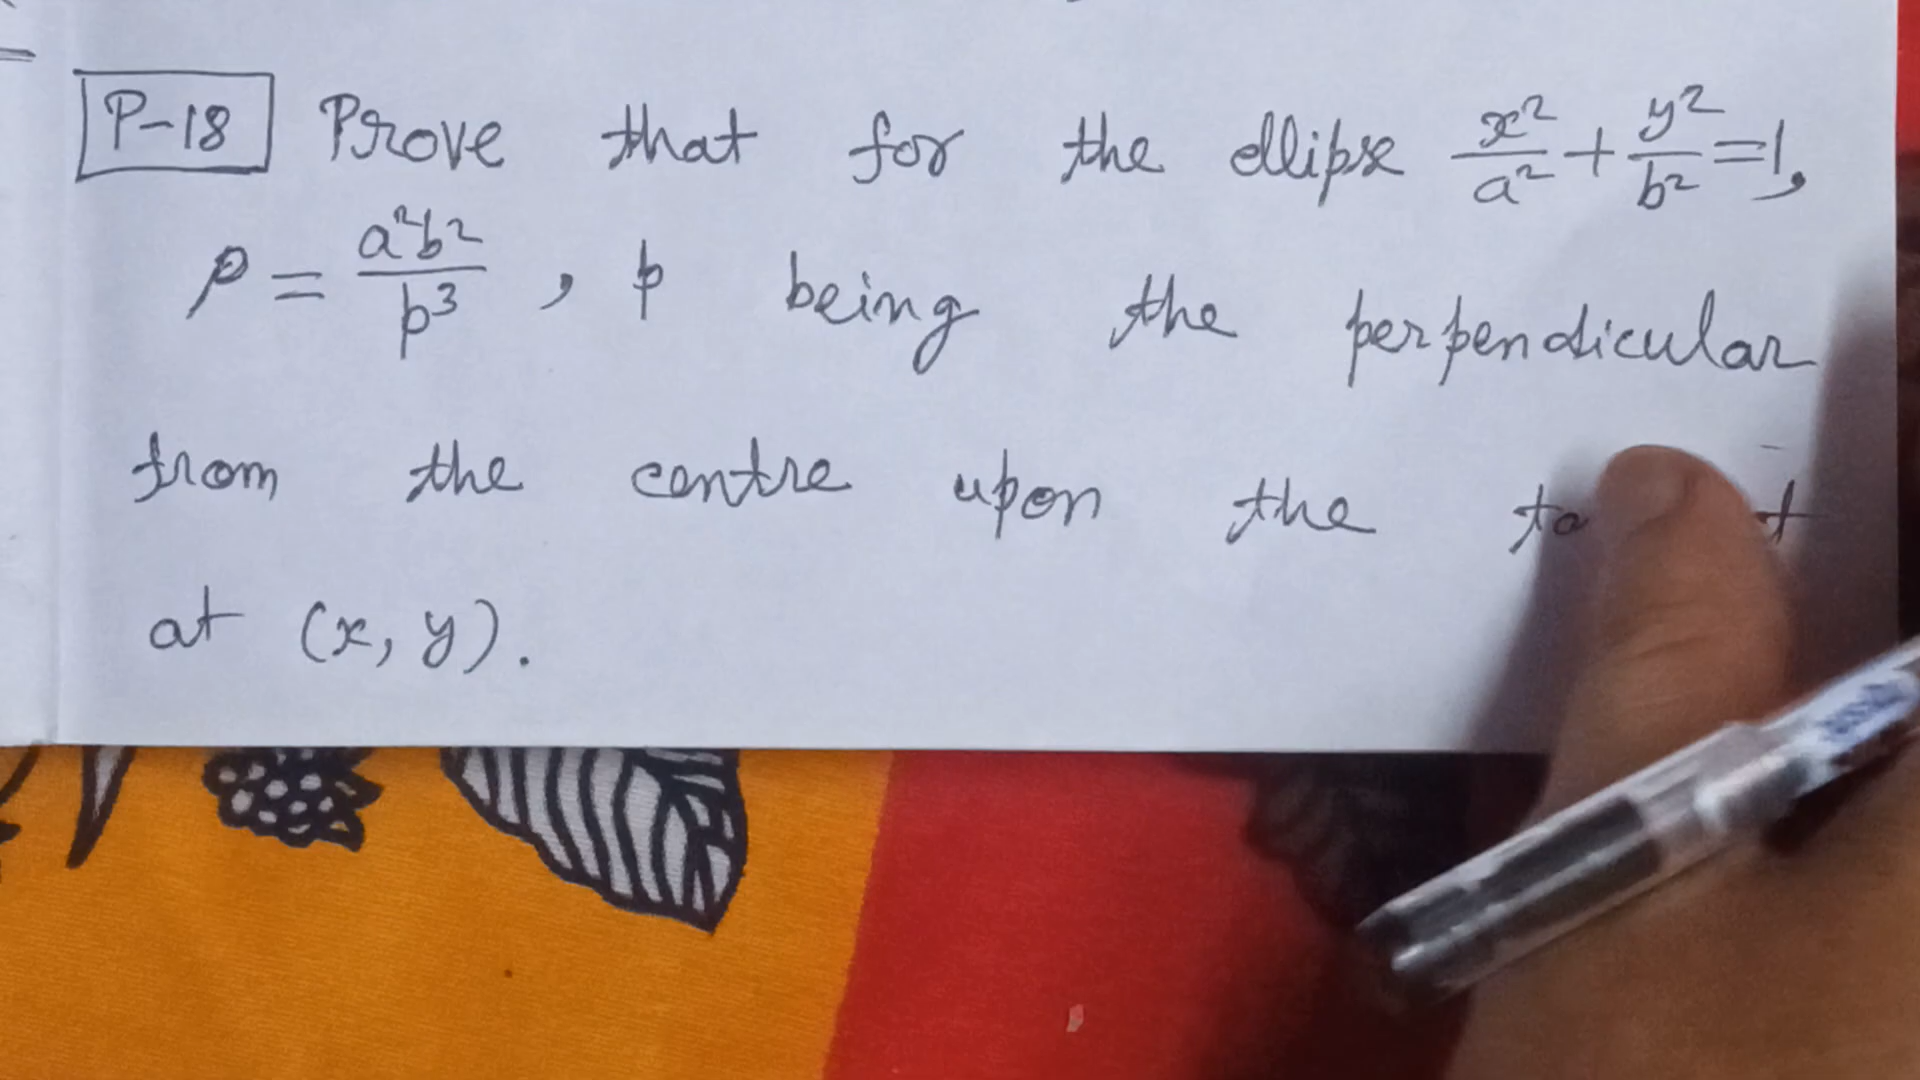 P-18 Prove that for the ellipse x²/a² + y²/b² = 1,
ρ = a²b²/p³ , p being the perpendicular
from the centre upon the
at (x, y).